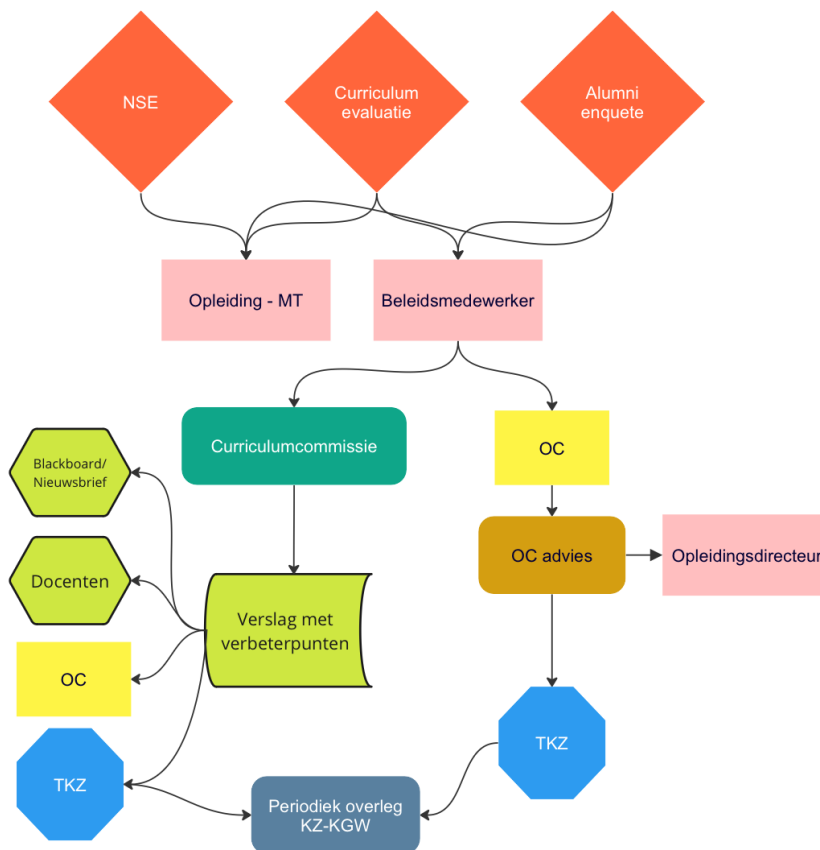 NSE
Curriculum
evaluatie
Alumni
enquete
Opleiding - MT
Beleidsmedewerker
Curriculumcommissie
OC
Blackboard/
Nieuwsbrief
OC advies
Opleidingsdirecteur
Docenten
Verslag met
verbeterpunten
OC
TKZ
TKZ
Periodiek overleg
KZ-KGW